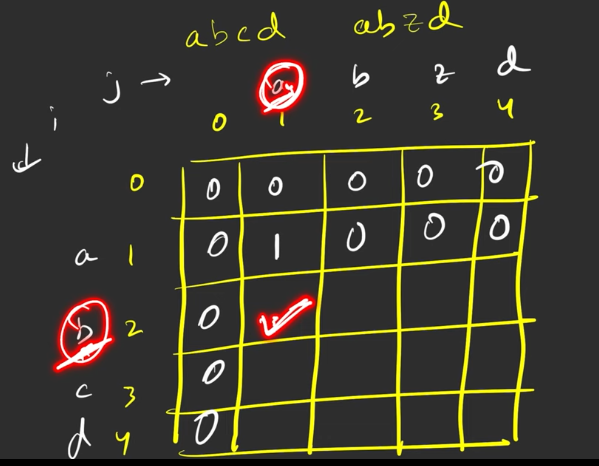 abcd abzd
j → a b z d
i 0 1 2 3 4
0 0 0 0 0 0
a 1 0 1 0 0 0
b 2 0
c 3 0
d 4 0